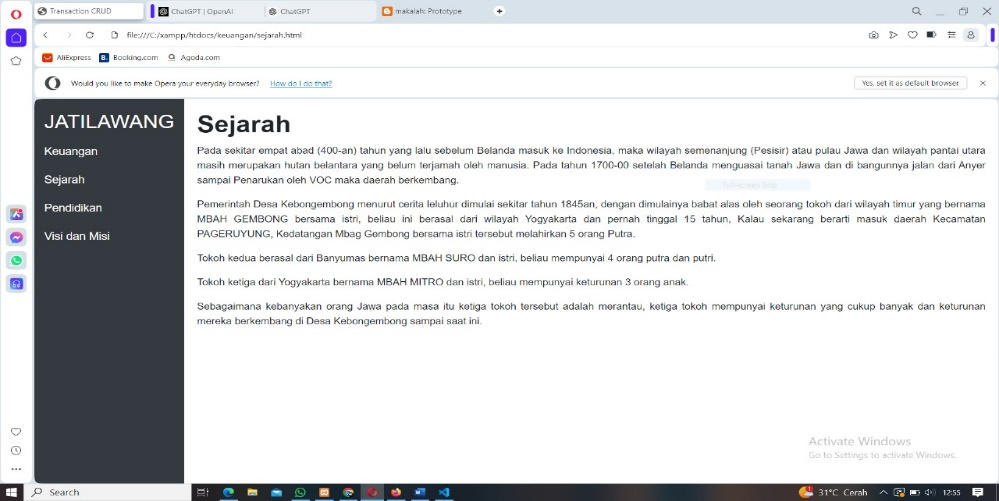 Transaction CRUD
ChatGPT | OpenAI
ChatGPT
makalah: Prototype
file:///C:/xampp/htdocs/keuangan/sejarah.html
AliExpress
Booking.com
Agoda.com
Would you like to make Opera your everyday browser?
How do I do that?
Yes, set it as default browser
JATILAWANG
Keuangan
Sejarah
Pendidikan
Visi dan Misi
Sejarah
Pada sekitar empat abad (400-an) tahun yang lalu sebelum Belanda masuk ke Indonesia, maka wilayah semenanjung (Pesisir) atau pulau Jawa dan wilayah pantai utara
masih merupakan hutan belantara yang belum terjamah oleh manusia. Pada tahun 1700-00 setelah Belanda menguasai tanah Jawa dan di bangunnya jalan dari Anyer
sampai Penarukan oleh VOC maka daerah berkembang.
Pemerintah Desa Kebongembong menurut cerita leluhur dimulai sekitar tahun 1845an, dengan dimulainya babat alas oleh seorang tokoh dari wilayah timur yang bernama
MBAH GEMBONG bersama istri, beliau ini berasal dari wilayah Yogyakarta dan pernah tinggal 15 tahun, Kalau sekarang berarti masuk daerah Kecamatan
PAGERUYUNG, Kedatangan Mbag Gembong bersama istri tersebut melahirkan 5 orang Putra.
Tokoh kedua berasal dari Banyumas bernama MBAH SURO dan istri, beliau mempunyai 4 orang putra dan putri.
Tokoh ketiga dari Yogyakarta bernama MBAH MITRO dan istri, beliau mempunyai keturunan 3 orang anak.
Sebagaimana kebanyakan orang Jawa pada masa itu ketiga tokoh tersebut adalah merantau, ketiga tokoh mempunyai keturunan yang cukup banyak dan keturunan
mereka berkembang di Desa Kebongembong sampai saat ini.
Activate Windows
Go to Settings to activate Windows.
Search
31°C Cerah
12:55